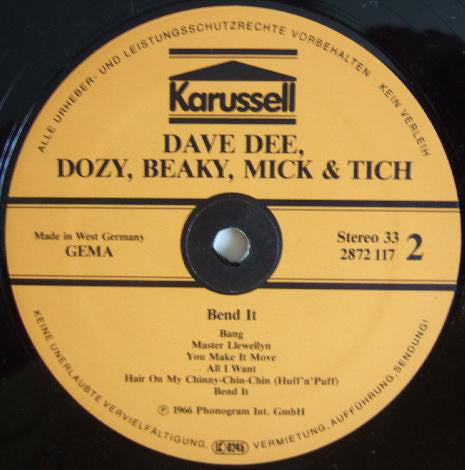 ALLE URHEBER- UND LEISTUNGSSCHUTZRECHTE VORBEHALTEN · KEIN VERLEIH
Karussell
DAVE DEE,
DOZY, BEAKY, MICK & TICH
Made in West Germany
GEMA
Stereo 33
2872 117
2
Bend It
Bang
Master Llewellyn
You Make It Move
All I Want
Hair On My Chinny-Chin-Chin (Huff'n'Puff)
Bend It
℗ 1966 Phonogram Int. GmbH
KEINE UNERLAUBTE VERVIELFÄLTIGUNG, LC 0245 VERMIETUNG, AUFFÜHRUNG, SENDUNG!